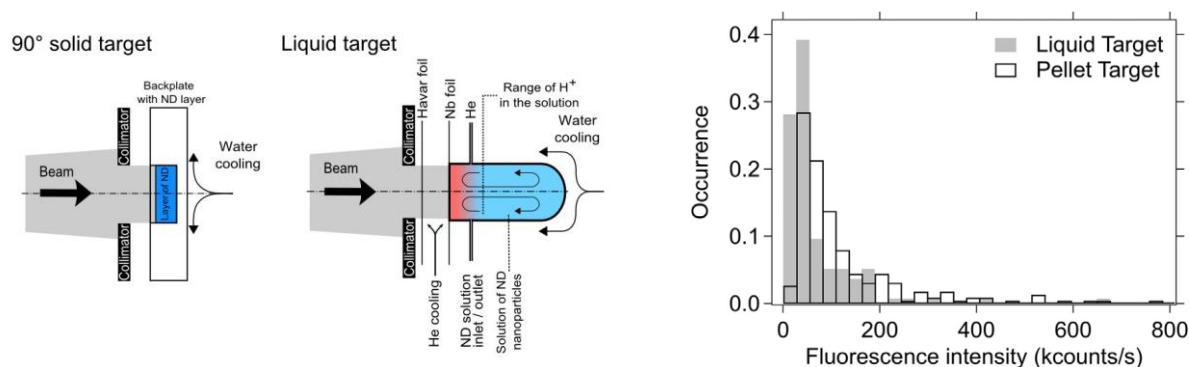 90° solid target
Backplate
with ND layer
Collimator
Water
cooling
Beam
Layer of ND
Collimator
Liquid target
Havar foil
Nb foil
He
Range of H+
in the solution
Collimator
Water
cooling
Beam
Collimator
He cooling
ND solution
inlet / outlet
Solution of ND
nanoparticles
0.4
0.3
0.2
0.1
0.0
Occurrence
Liquid Target
Pellet Target
0
200
400
600
800
Fluorescence intensity (kcounts/s)